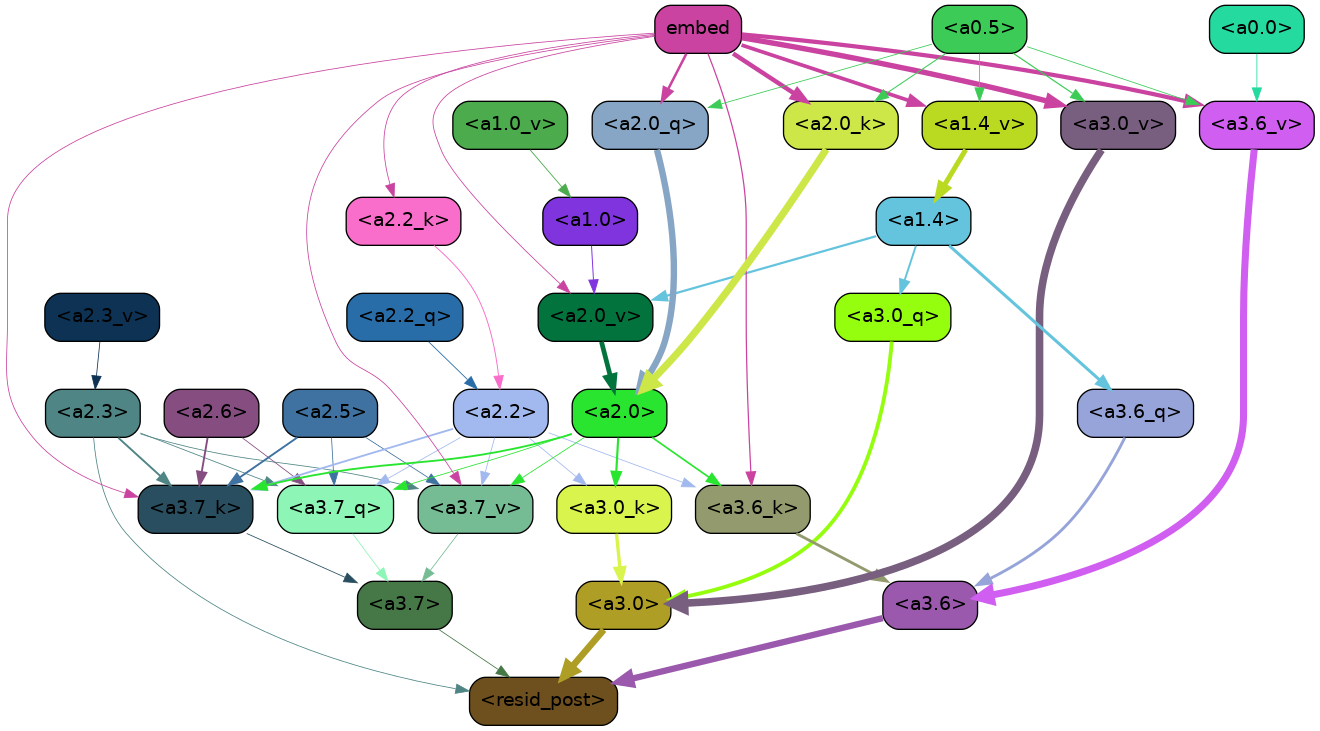 embed <a0.5> <a0.0>
<a1.0_v> <a2.0_q> <a2.0_k> <a1.4_v> <a3.0_v> <a3.6_v>
<a2.2_k> <a1.0> <a1.4>
<a2.3_v> <a2.2_q> <a2.0_v> <a3.0_q>
<a2.3> <a2.6> <a2.5> <a2.2> <a2.0> <a3.6_q>
<a3.7_k> <a3.7_q> <a3.7_v> <a3.0_k> <a3.6_k>
<a3.7> <a3.0> <a3.6>
<resid_post>